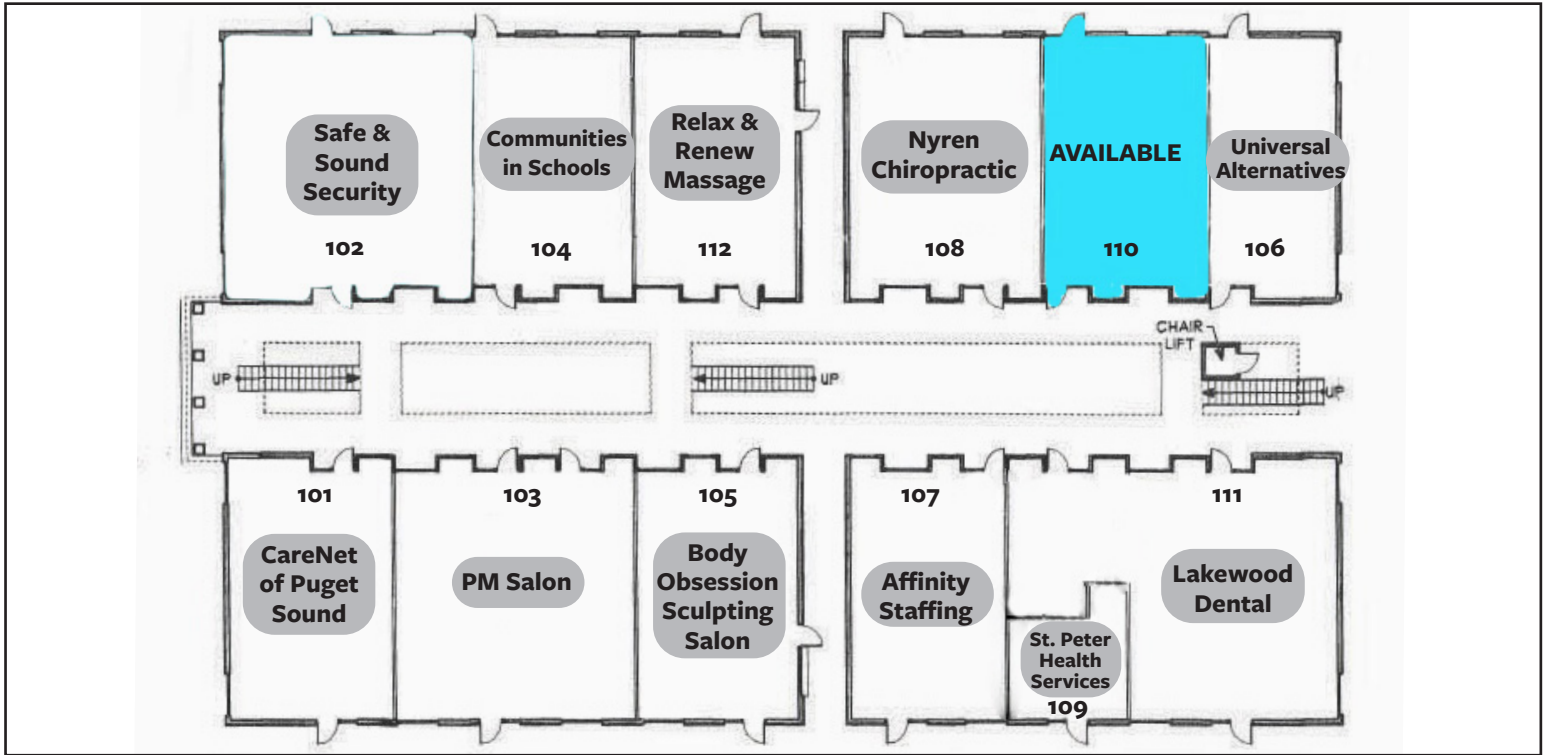 Safe &
Sound
Security
102
Communities
in Schools
104
Relax &
Renew
Massage
112
Nyren
Chiropractic
108
AVAILABLE
110
Universal
Alternatives
106
CHAIR
LIFT
UP
UP
UP
101
CareNet
of Puget
Sound
103
PM Salon
105
Body
Obsession
Sculpting
Salon
107
Affinity
Staffing
St. Peter
Health
Services
109
111
Lakewood
Dental